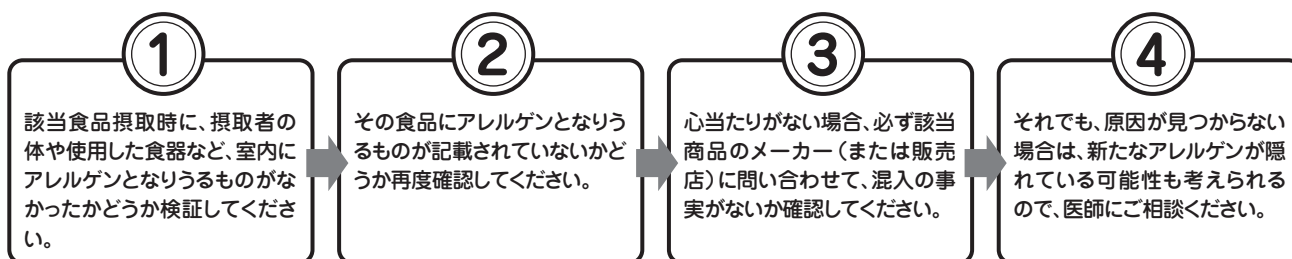 1
該当食品摂取時に、摂取者の
体や使用した食器など、室内に
アレルゲンとなりうるものがな
かったかどうか検証してくださ
い。
2
その食品にアレルゲンとなりう
るものが記載されていないかど
うか再度確認してください。
3
心当たりがない場合、必ず該当
商品のメーカー（または販売
店）に問い合わせて、混入の事
実がないか確認してください。
4
それでも、原因が見つからない
場合は、新たなアレルゲンが隠
れている可能性も考えられる
ので、医師にご相談ください。